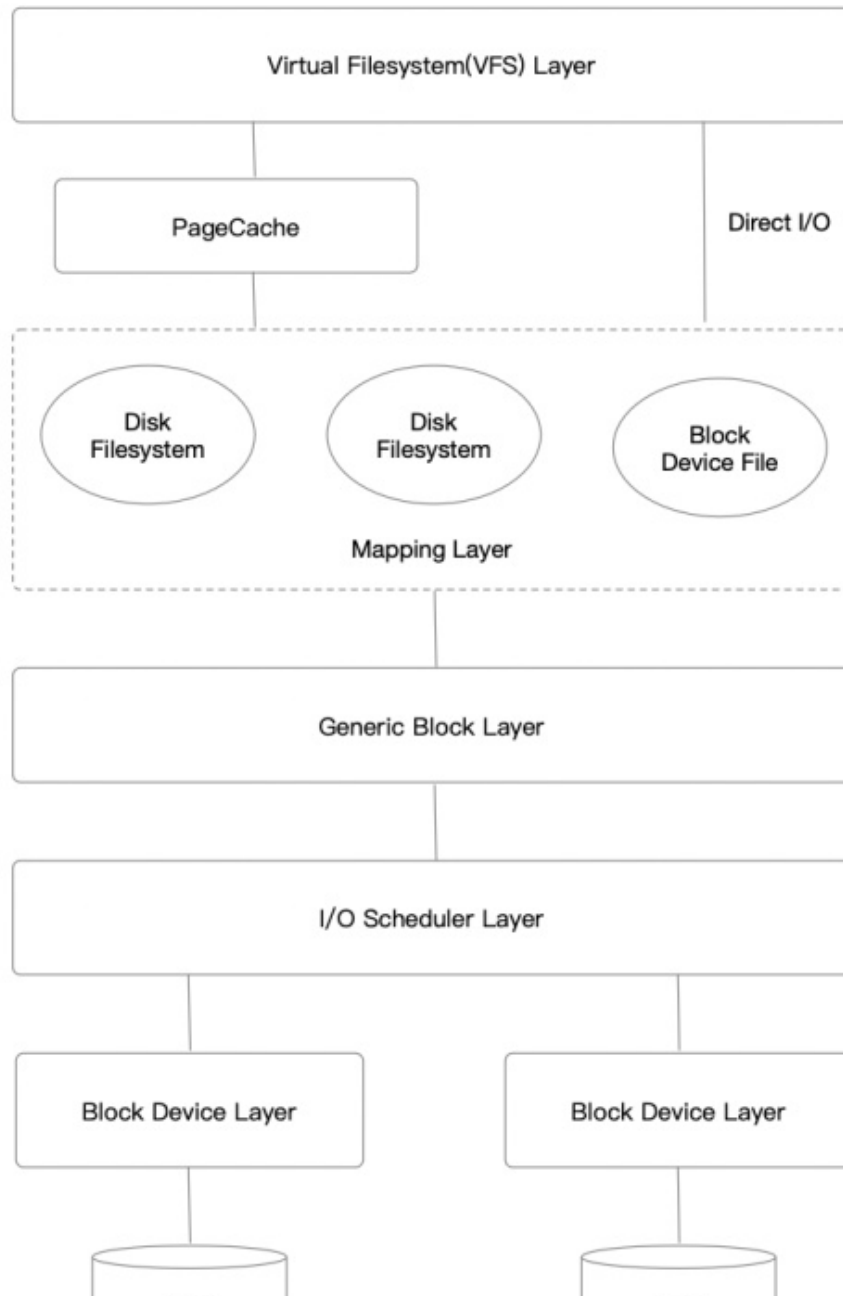 Virtual Filesystem(VFS) Layer
PageCache
Direct I/O
Disk
Filesystem
Disk
Filesystem
Block
Device File
Mapping Layer
Generic Block Layer
I/O Scheduler Layer
Block Device Layer
Block Device Layer